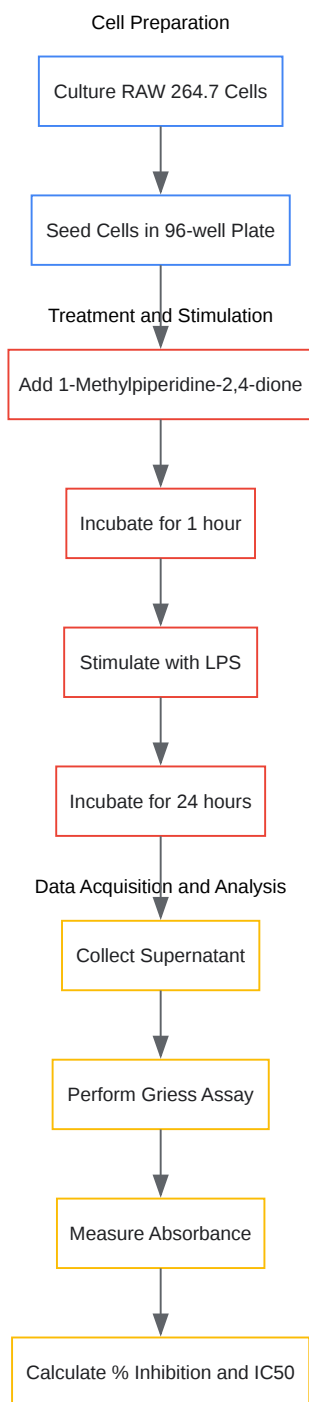 Cell Preparation
Culture RAW 264.7 Cells
Seed Cells in 96-well Plate
Treatment and Stimulation
Add 1-Methylpiperidine-2,4-dione
Incubate for 1 hour
Stimulate with LPS
Incubate for 24 hours
Data Acquisition and Analysis
Collect Supernatant
Perform Griess Assay
Measure Absorbance
Calculate % Inhibition and IC50